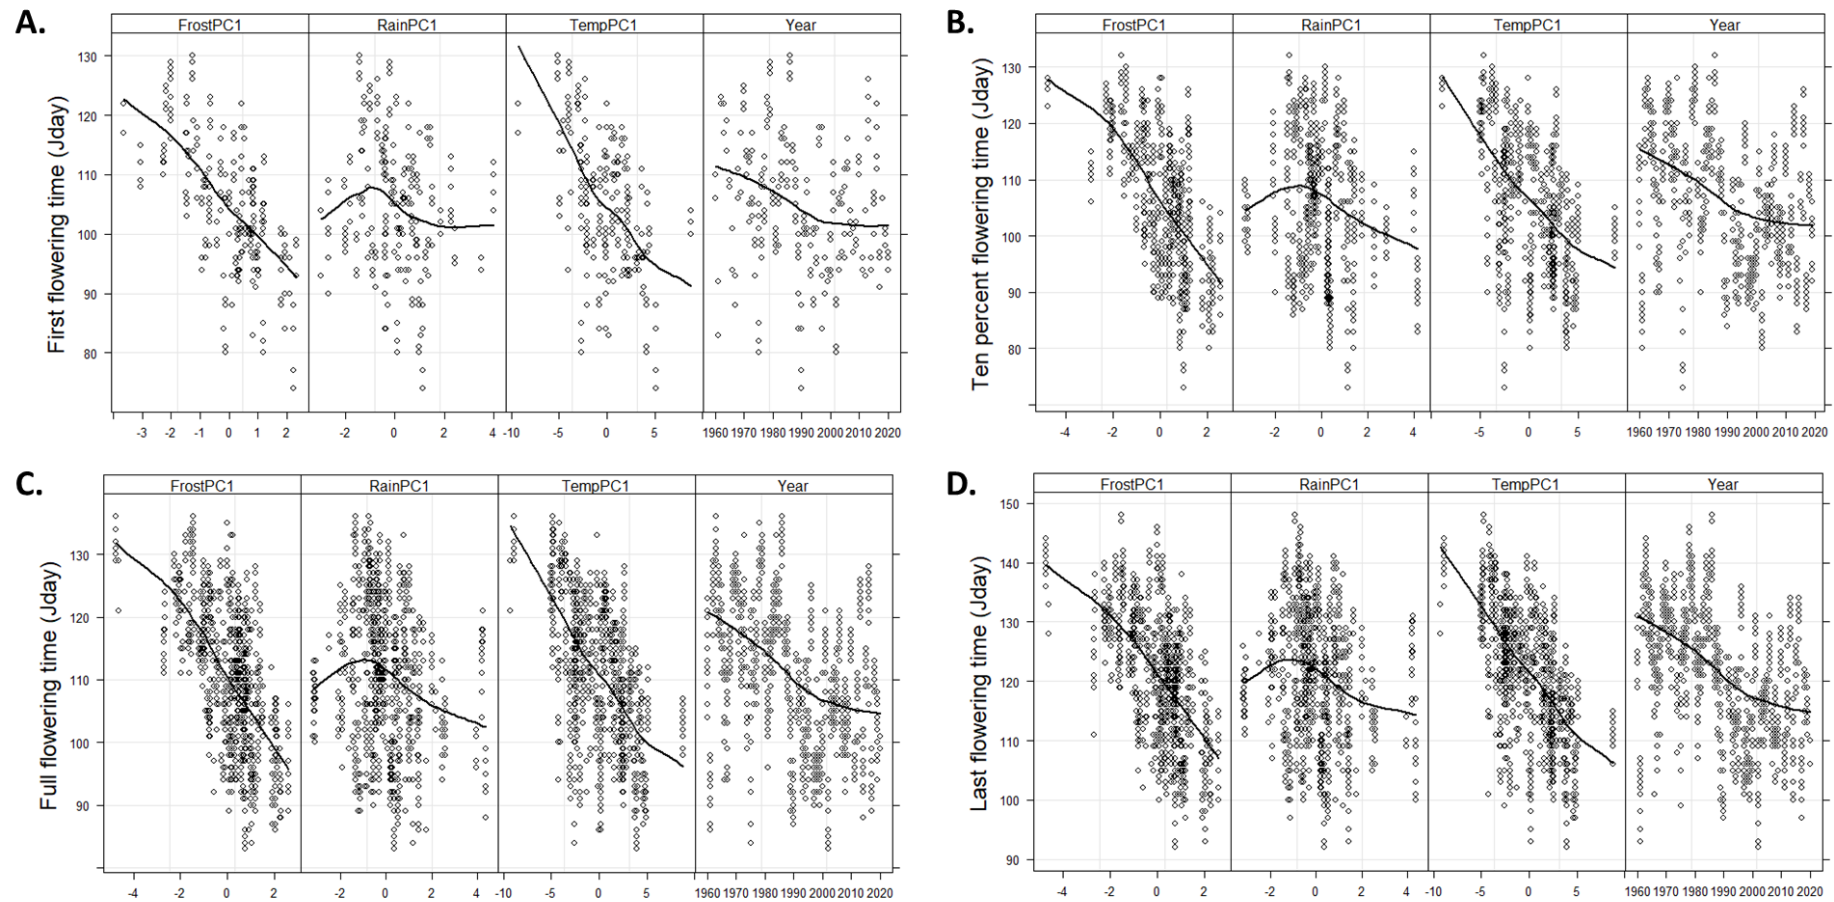 A.
FrostPC1 RainPC1 TempPC1 Year
First flowering time (Jday)
130
120
110
100
90
80
-3 -2 -1 0 1 2 -2 0 2 4 -10 -5 0 5 1960 1970 1980 1990 2000 2010 2020
B.
FrostPC1 RainPC1 TempPC1 Year
Ten percent flowering time (Jday)
130
120
110
100
90
80
-4 -2 0 2 -2 0 2 4 -10 -5 0 5 1960 1970 1980 1990 2000 2010 2020
C.
FrostPC1 RainPC1 TempPC1 Year
Full flowering time (Jday)
130
120
110
100
90
-4 -2 0 2 -2 0 2 4 -10 -5 0 5 1960 1970 1980 1990 2000 2010 2020
D.
FrostPC1 RainPC1 TempPC1 Year
Last flowering time (Jday)
150
140
130
120
110
100
90
-4 -2 0 2 -2 0 2 4 -10 -5 0 5 1960 1970 1980 1990 2000 2010 2020